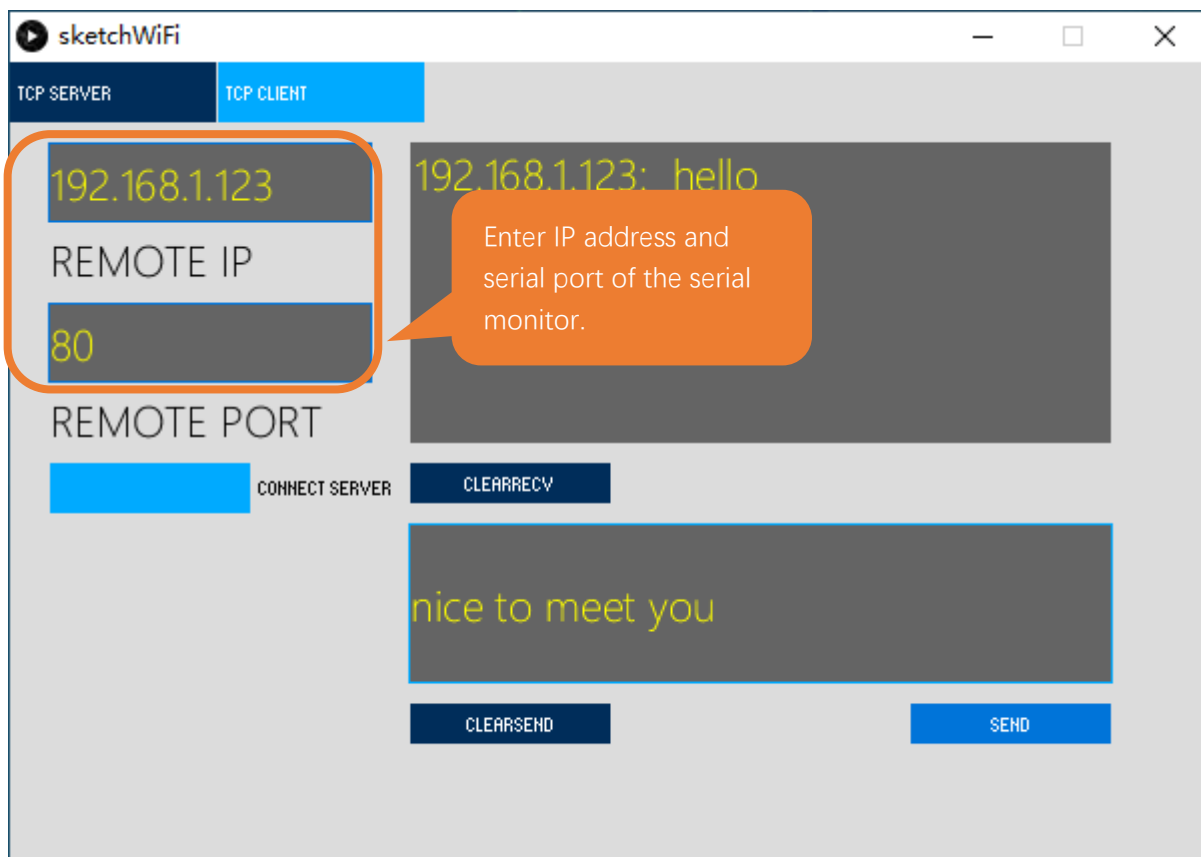 sketchWiFi
TCP SERVER
TCP CLIENT
192.168.1.123
REMOTE IP
80
REMOTE PORT
CONNECT SERVER
192.168.1.123: hello
Enter IP address and
serial port of the serial
monitor.
CLEARRECV
nice to meet you
CLEARSEND
SEND